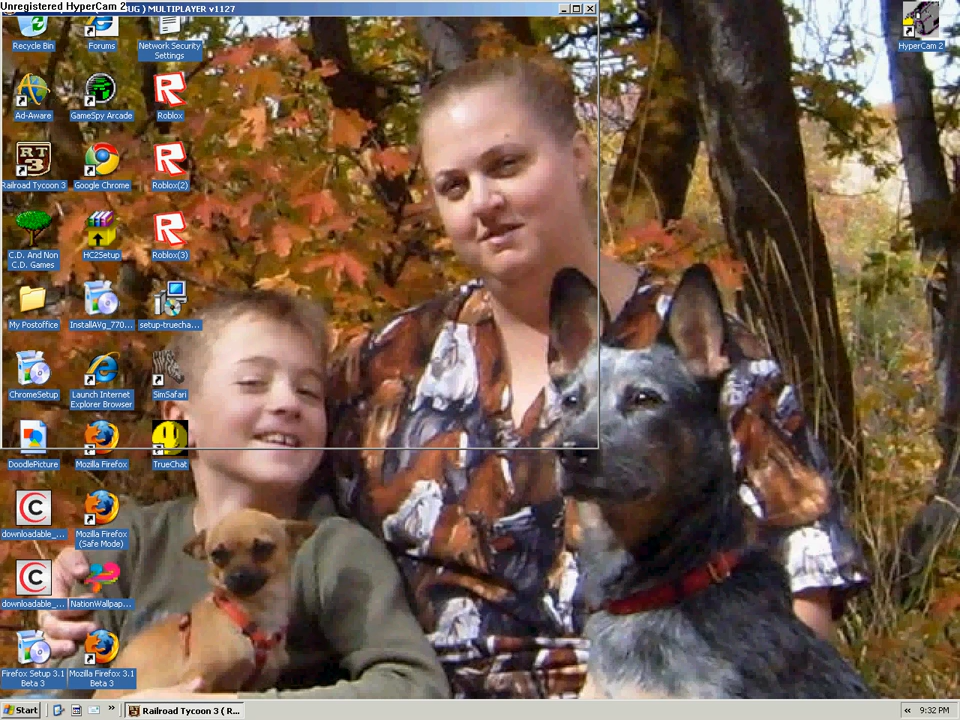 Unregistered HyperCam 2
UG ) MULTIPLAYER v1127
Recycle Bin
Forums
Network Security
Settings
HyperCam 2
Ad-Aware
GameSpy Arcade
Roblox
RT
3
Railroad Tycoon 3
Google Chrome
Roblox(2)
C.D. And Non
C.D. Games
HC2Setup
Roblox(3)
My Postoffice
InstallAVg_770...
setup-truecha...
ChromeSetup
Launch Internet
Explorer Browser
SimSafari
DoodlePicture
Mozilla Firefox
TrueChat
downloadable_...
Mozilla Firefox
(Safe Mode)
downloadable_...
NationWallpap...
Firefox Setup 3.1
Beta 3
Mozilla Firefox 3.1
Beta 3
Start
»
Railroad Tycoon 3 ( R...
«
9:32 PM